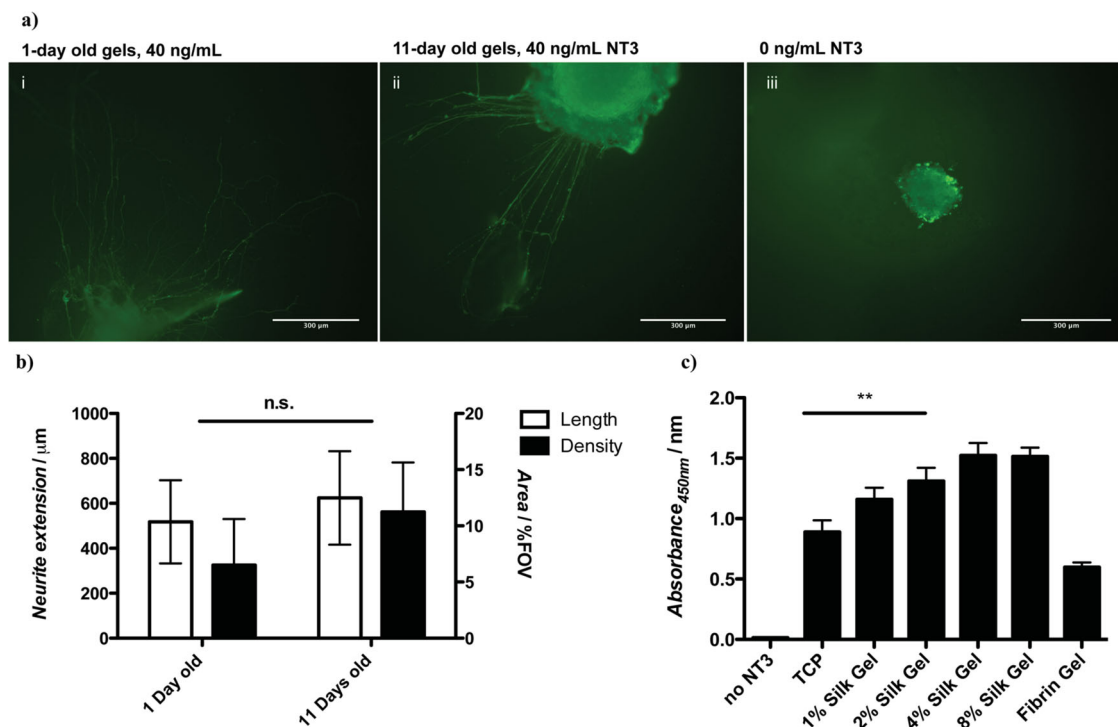 a)
1-day old gels, 40 ng/mL
11-day old gels, 40 ng/mL NT3
0 ng/mL NT3
i
ii
iii
300 µm
300 µm
300 µm
b)
n.s.
1000
800
600
400
200
0
Neurite extension / µm
20
15
10
5
0
Area / %FOV
Length
Density
1 Day old
11 Days old
c)
**
2.0
1.5
1.0
0.5
0.0
Absorbance450nm / nm
no NT3
TCP
1% Silk Gel
2% Silk Gel
4% Silk Gel
8% Silk Gel
Fibrin Gel